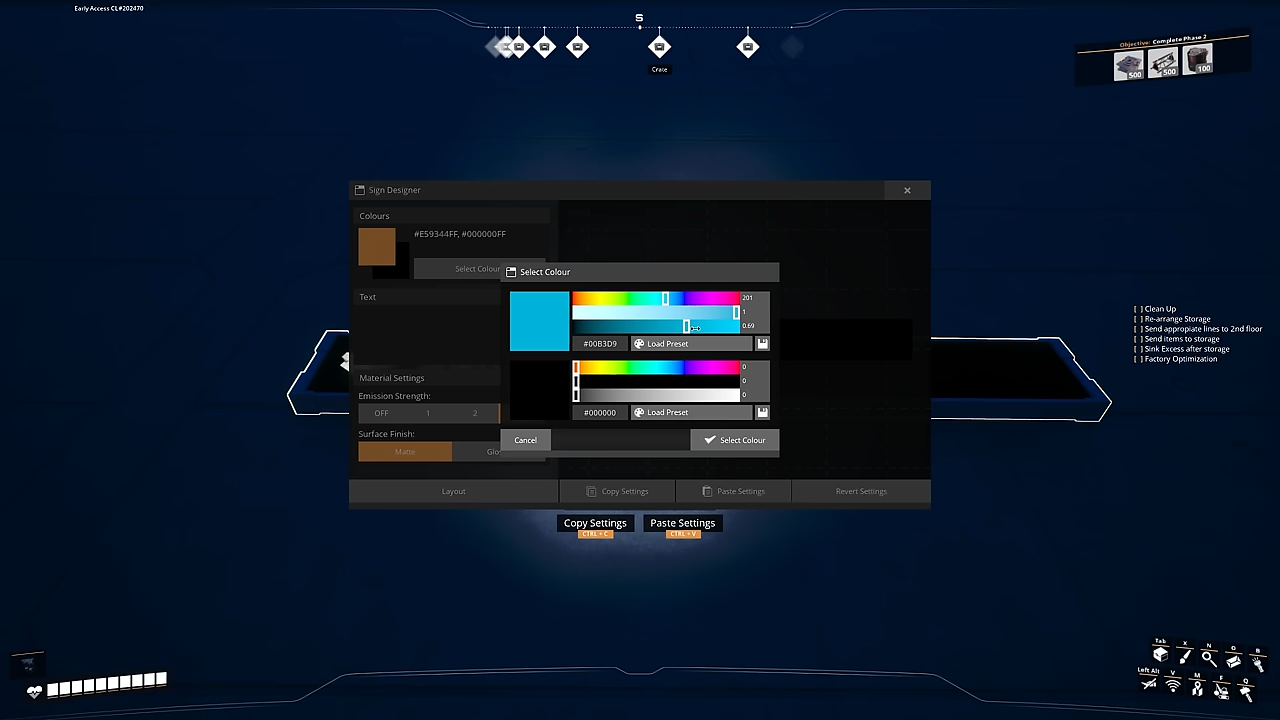 Early Access CL#202470
S
Crate
Objective: Complete Phase 2
500
500
100
Sign Designer
Colours
#E59344FF, #000000FF
Select Colou
Text
Material Settings
Emission Strength:
OFF 1 2
Surface Finish:
Matte
Glo
Layout
Copy Settings
Paste Settings
Revert Settings
Select Colour
201
1
0.69
#00B3D9
Load Preset
0
0
0
#000000
Load Preset
Cancel
Select Colour
Copy Settings
CTRL + C
Paste Settings
CTRL + V
[ ] Clean Up
[ ] Re-arrange Storage
[ ] Send appropiate lines to 2nd floor
[ ] Send items to storage
[ ] Sink Excess after storage
[ ] Factory Optimization
Tab X N O B
Left Alt V M F Q